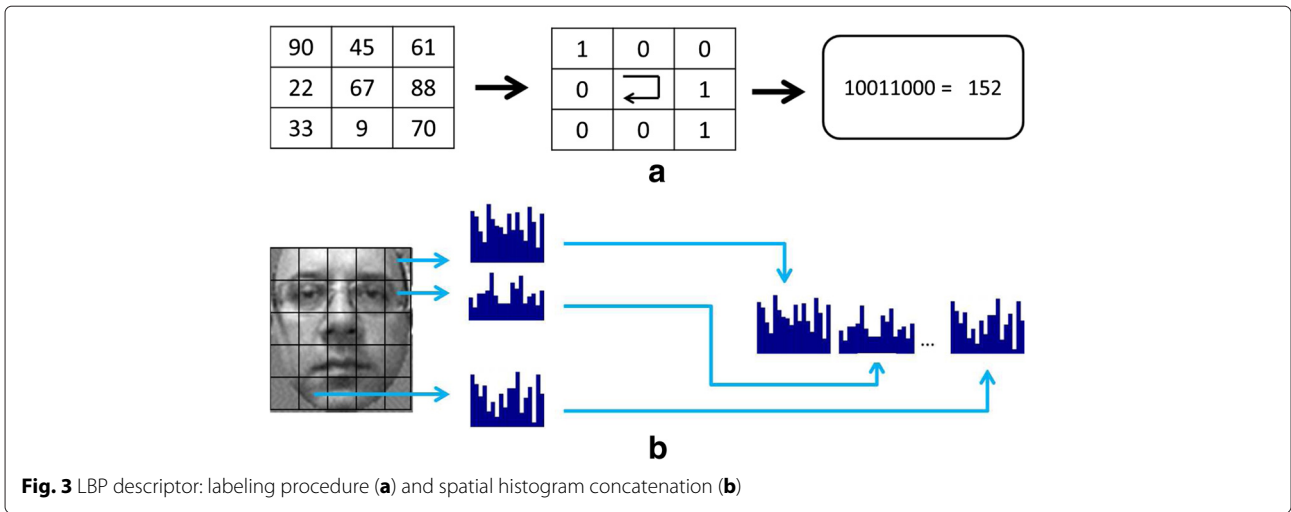 90 45 61
22 67 88
33 9 70
1 0 0
0 1
0 0 1
10011000 = 152
a
...
b
Fig. 3 LBP descriptor: labeling procedure (a) and spatial histogram concatenation (b)